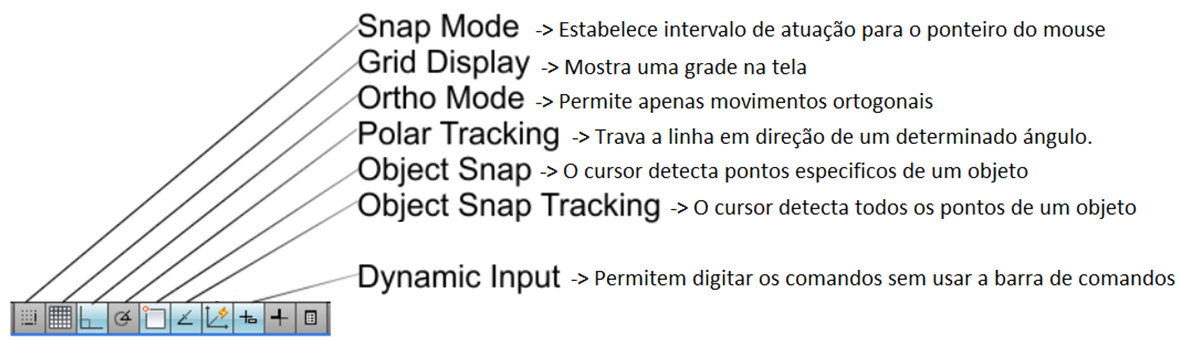 Snap Mode -> Estabelece intervalo de atuação para o ponteiro do mouse
Grid Display -> Mostra uma grade na tela
Ortho Mode -> Permite apenas movimentos ortogonais
Polar Tracking -> Trava a linha em direção de um determinado ángulo.
Object Snap -> O cursor detecta pontos especificos de um objeto
Object Snap Tracking -> O cursor detecta todos os pontos de um objeto
Dynamic Input -> Permitem digitar os comandos sem usar a barra de comandos